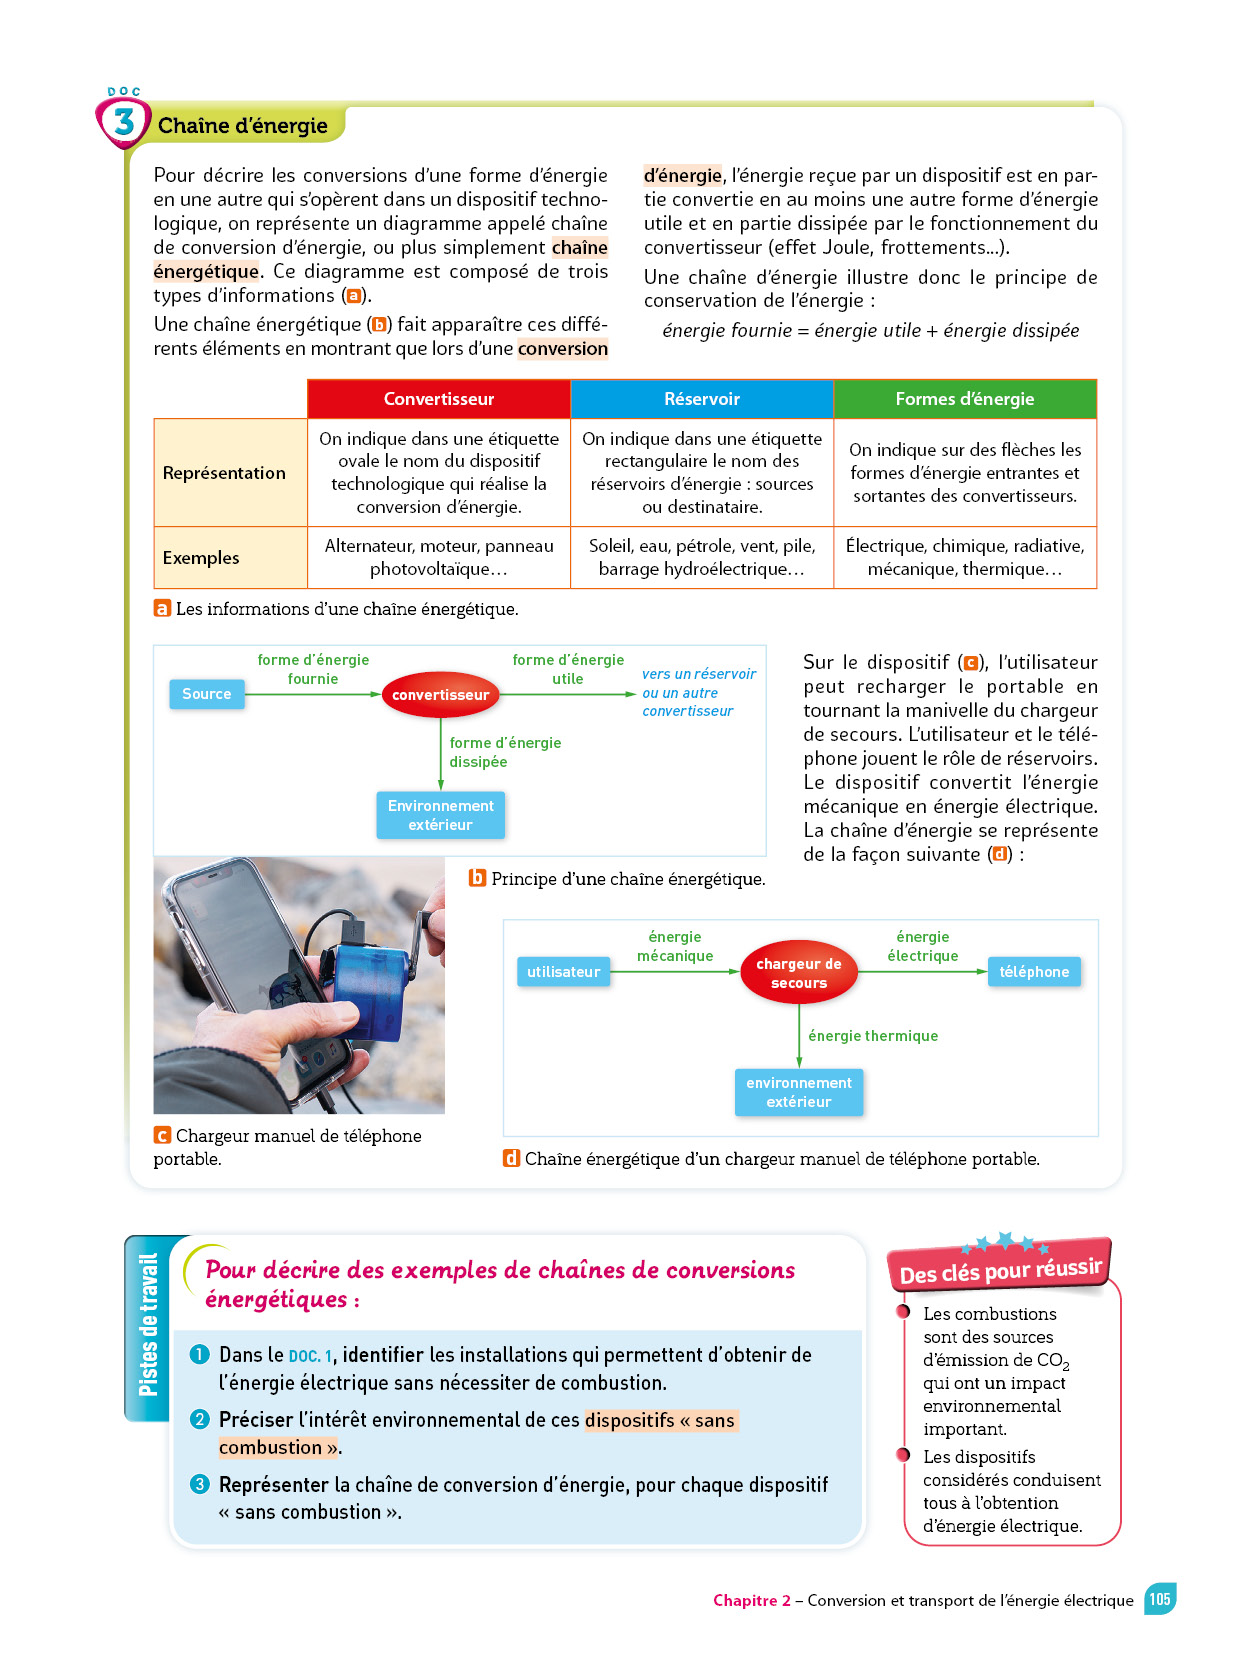 DOC
3
Chaîne d’énergie
Pour décrire les conversions d’une forme d’énergie
en une autre qui s’opèrent dans un dispositif techno-
logique, on représente un diagramme appelé chaîne
de conversion d’énergie, ou plus simplement chaîne
énergétique. Ce diagramme est composé de trois
types d’informations (a).
Une chaîne énergétique (b) fait apparaître ces diffé-
rents éléments en montrant que lors d’une conversion
d’énergie, l’énergie reçue par un dispositif est en par-
tie convertie en au moins une autre forme d’énergie
utile et en partie dissipée par le fonctionnement du
convertisseur (effet Joule, frottements...).
Une chaîne d’énergie illustre donc le principe de
conservation de l’énergie :
énergie fournie = énergie utile + énergie dissipée
Convertisseur
Réservoir
Formes d’énergie
Représentation
On indique dans une étiquette
ovale le nom du dispositif
technologique qui réalise la
conversion d’énergie.
On indique dans une étiquette
rectangulaire le nom des
réservoirs d’énergie : sources
ou destinataire.
On indique sur des flèches les
formes d’énergie entrantes et
sortantes des convertisseurs.
Exemples
Alternateur, moteur, panneau
photovoltaïque…
Soleil, eau, pétrole, vent, pile,
barrage hydroélectrique…
Électrique, chimique, radiative,
mécanique, thermique…
a Les informations d’une chaîne énergétique.
Source
forme d’énergie
fournie
convertisseur
forme d’énergie
utile
vers un réservoir
ou un autre
convertisseur
forme d’énergie
dissipée
Environnement
extérieur
b Principe d’une chaîne énergétique.
Sur le dispositif (c), l’utilisateur
peut recharger le portable en
tournant la manivelle du chargeur
de secours. L’utilisateur et le télé-
phone jouent le rôle de réservoirs.
Le dispositif convertit l’énergie
mécanique en énergie électrique.
La chaîne d’énergie se représente
de la façon suivante (d) :
c Chargeur manuel de téléphone
portable.
utilisateur
énergie
mécanique
chargeur de
secours
énergie
électrique
téléphone
énergie thermique
environnement
extérieur
d Chaîne énergétique d’un chargeur manuel de téléphone portable.
Pistes de travail
Pour décrire des exemples de chaînes de conversions
énergétiques :
1 Dans le DOC. 1, identifier les installations qui permettent d’obtenir de
l’énergie électrique sans nécessiter de combustion.
2 Préciser l’intérêt environnemental de ces dispositifs « sans
combustion ».
3 Représenter la chaîne de conversion d’énergie, pour chaque dispositif
« sans combustion ».
Des clés pour réussir
Les combustions
sont des sources
d’émission de CO₂
qui ont un impact
environnemental
important.
Les dispositifs
considérés conduisent
tous à l’obtention
d’énergie électrique.
Chapitre 2 – Conversion et transport de l’énergie électrique 105